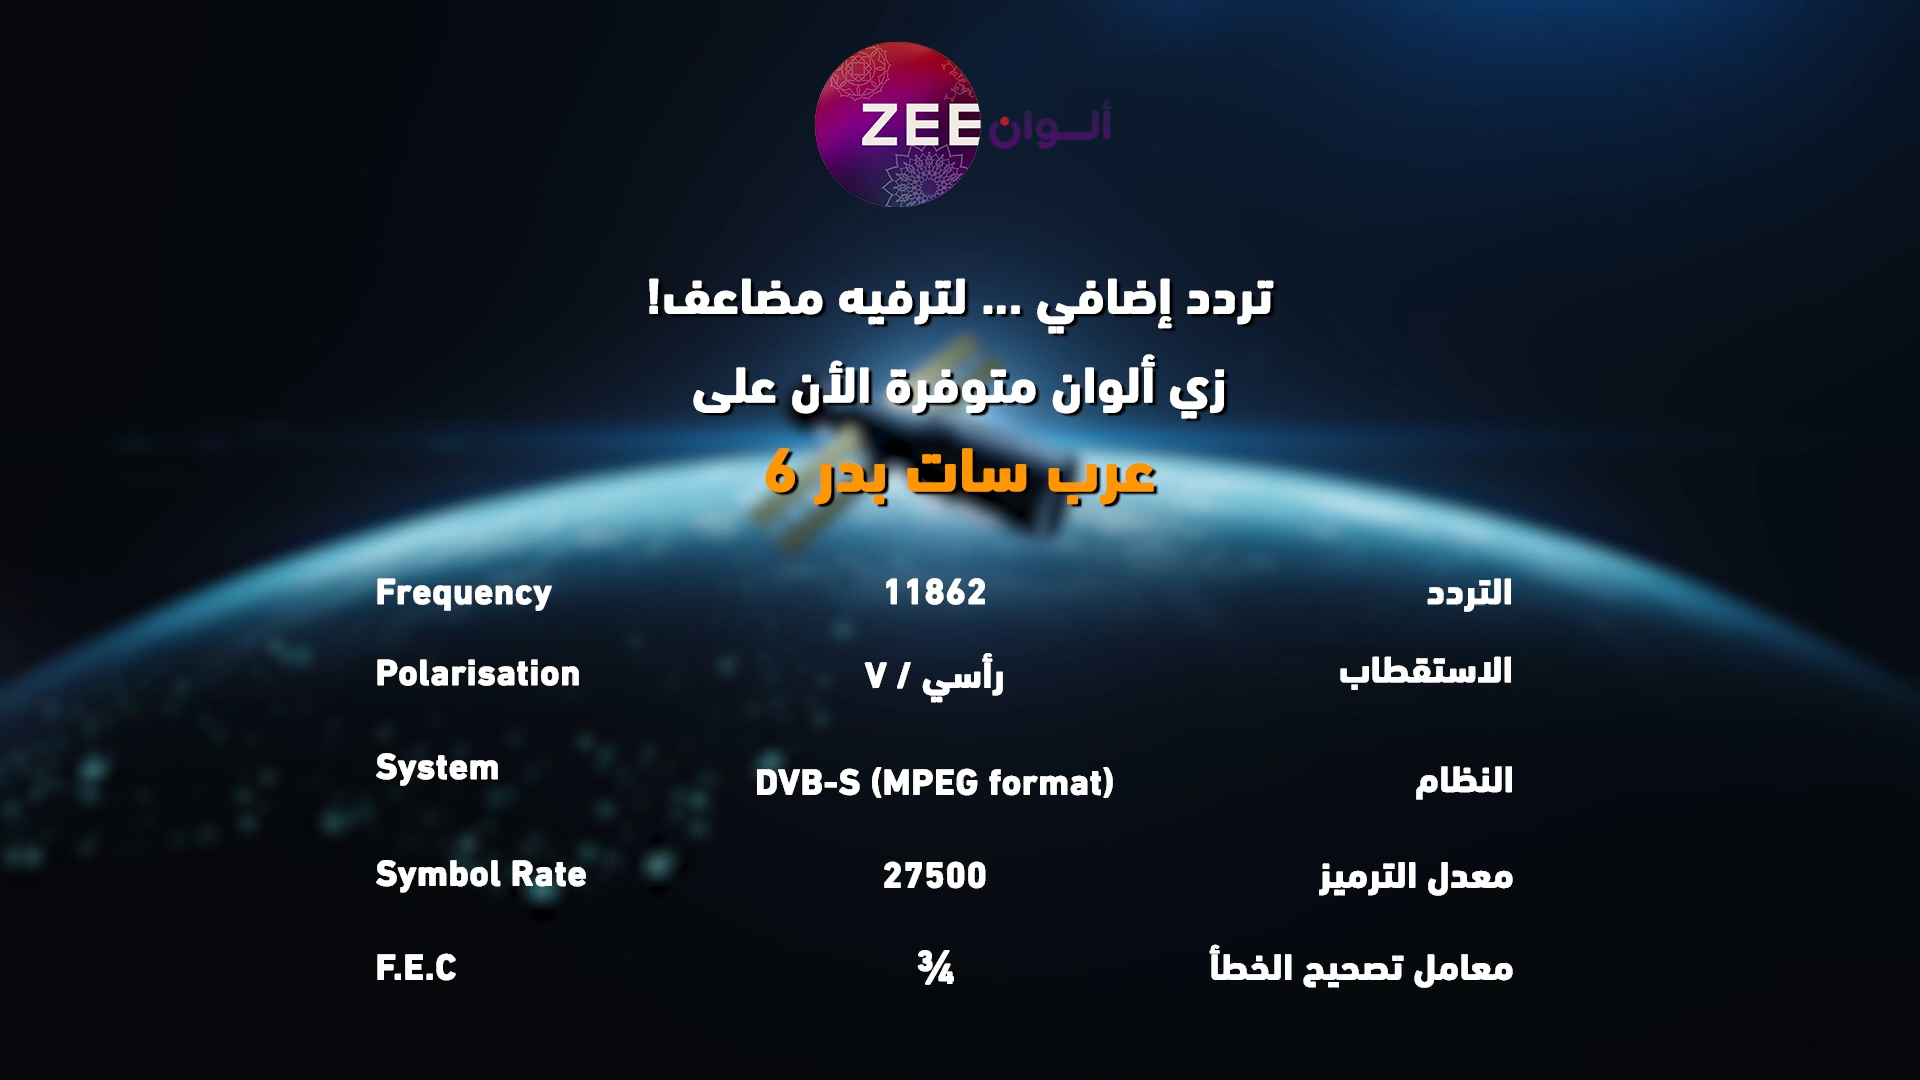 ZEE ألوان
تردد إضافي ... لترفيه مضاعف!
زي ألوان متوفرة الأن على
عرب سات بدر 6
Frequency 11862 التردد
Polarisation رأسي / V الاستقطاب
System DVB-S (MPEG format) النظام
Symbol Rate 27500 معدل الترميز
F.E.C ¾ معامل تصحيح الخطأ